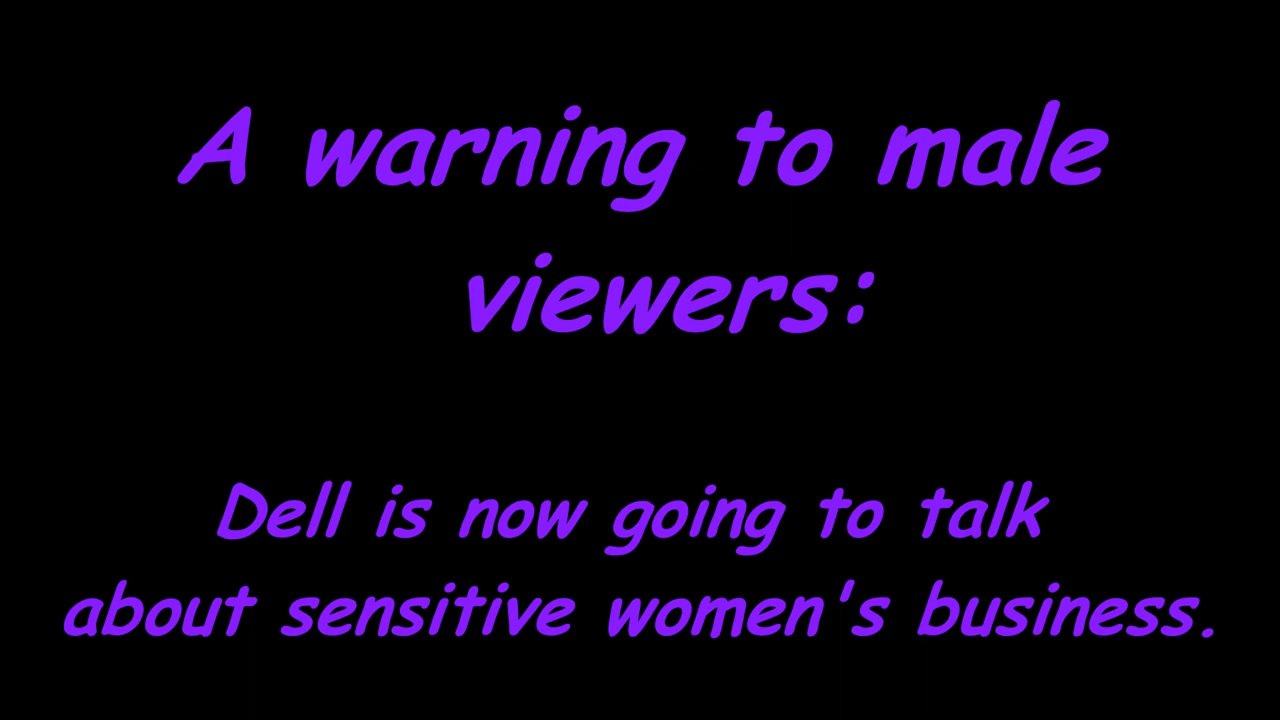 A warning to male
viewers:
Dell is now going to talk
about sensitive women's business.